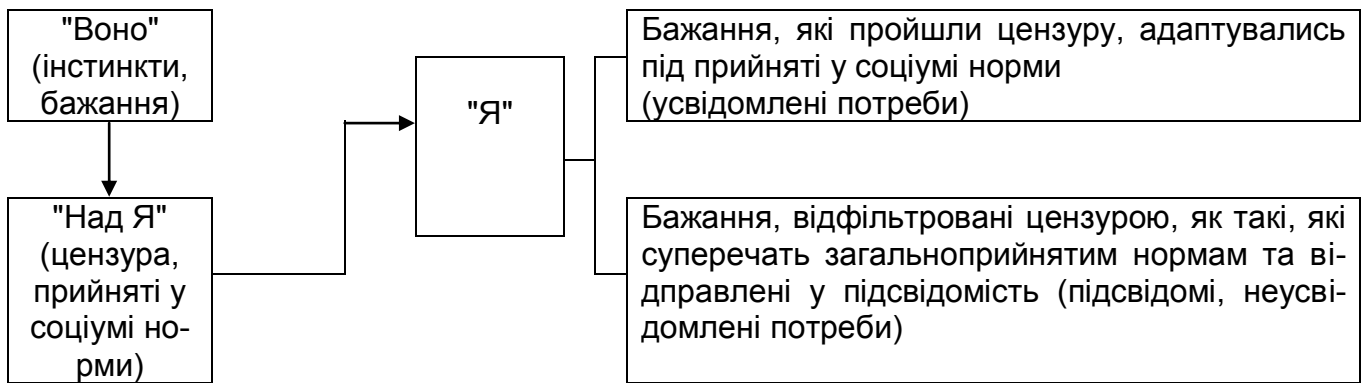 "Воно"
(інстинкти,
бажання)
"Над Я"
(цензура,
прийняті у
соціумі но-
рми)
"Я"
Бажання, які пройшли цензуру, адаптувались
під прийняті у соціумі норми
(усвідомлені потреби)
Бажання, відфільтровані цензурою, як такі, які
суперечать загальноприйнятим нормам та ві-
дправлені у підсвідомість (підсвідомі, неусві-
домлені потреби)